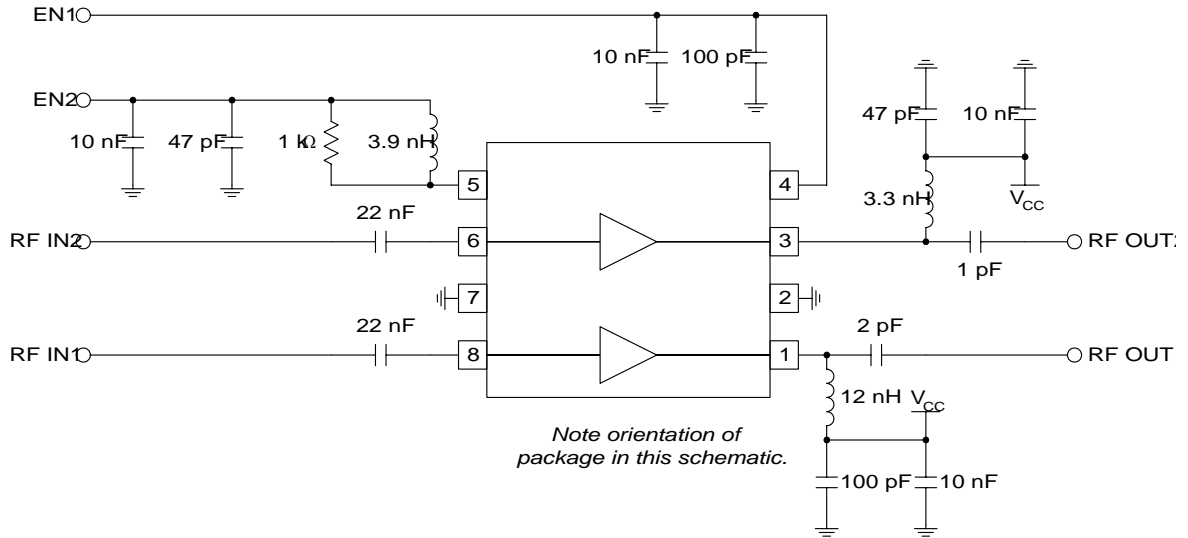 EN1
10 nF 100 pF
EN2
10 nF 47 pF 1 kΩ 3.9 nH
47 pF 10 nF
5 4
3.3 nH VCC
22 nF
RF IN2 6 3 RF OUT2
1 pF
7 2
22 nF 2 pF
RF IN1 8 1 RF OUT
12 nH VCC
Note orientation of
package in this schematic.
100 pF 10 nF